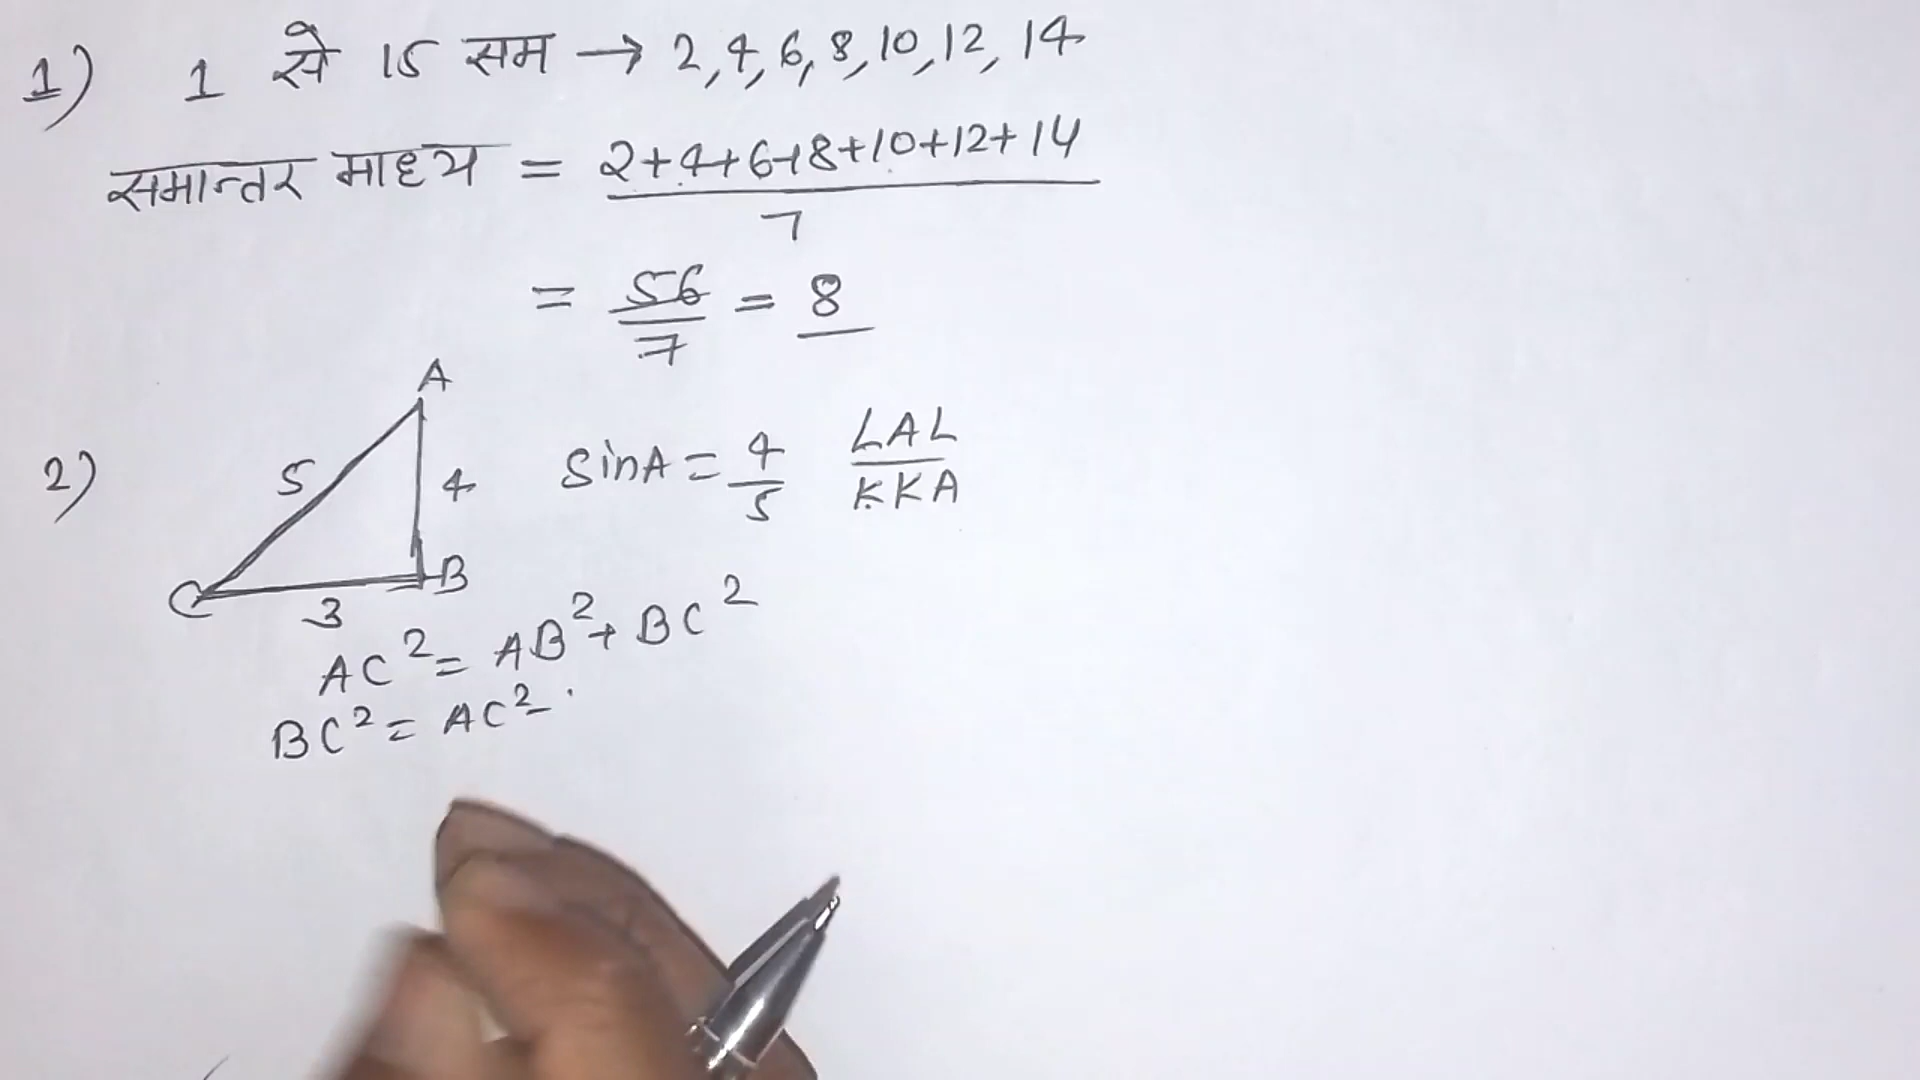 1) 1 से 15 सम → 2, 4, 6, 8, 10, 12, 14
समान्तर माध्य = 2+4+6+8+10+12+14
7
= 56/7 = 8
A
2) 5 4 sinA = 4/5 LAL/KKA
C B
3
AC² = AB² + BC²
BC² = AC² -